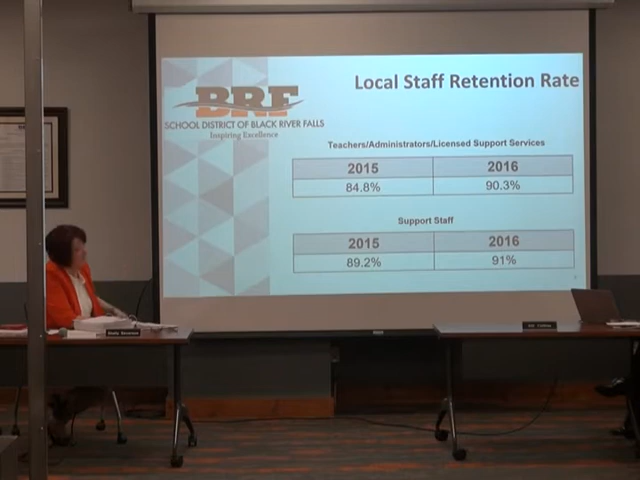 Local Staff Retention Rate
BRF
SCHOOL DISTRICT OF BLACK RIVER FALLS
Inspiring Excellence
Teachers/Administrators/Licensed Support Services
2015 2016
84.8% 90.3%
Support Staff
2015 2016
89.2% 91%